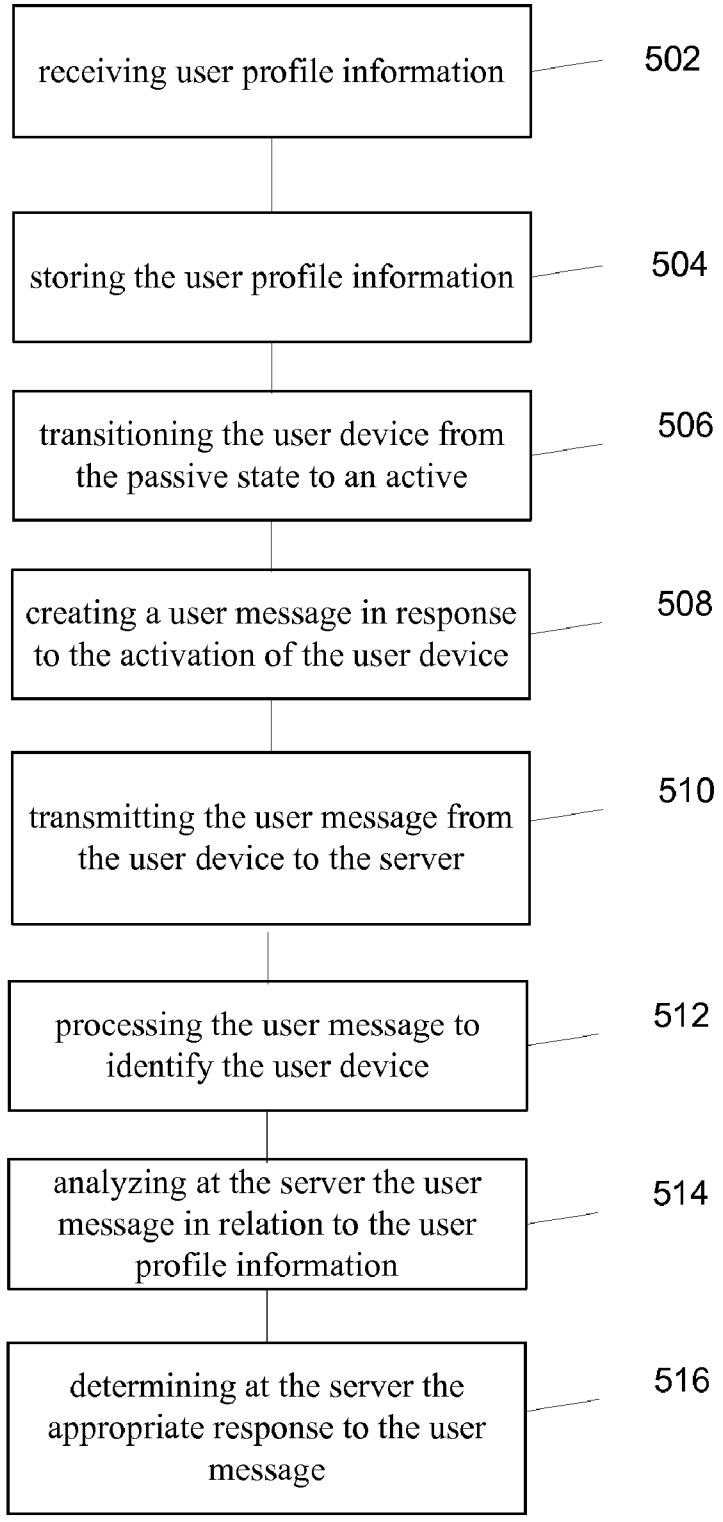 receiving user profile information
502
storing the user profile information
504
transitioning the user device from
the passive state to an active
506
creating a user message in response
to the activation of the user device
508
transmitting the user message from
the user device to the server
510
processing the user message to
identify the user device
512
analyzing at the server the user
message in relation to the user
profile information
514
determining at the server the
appropriate response to the user
message
516